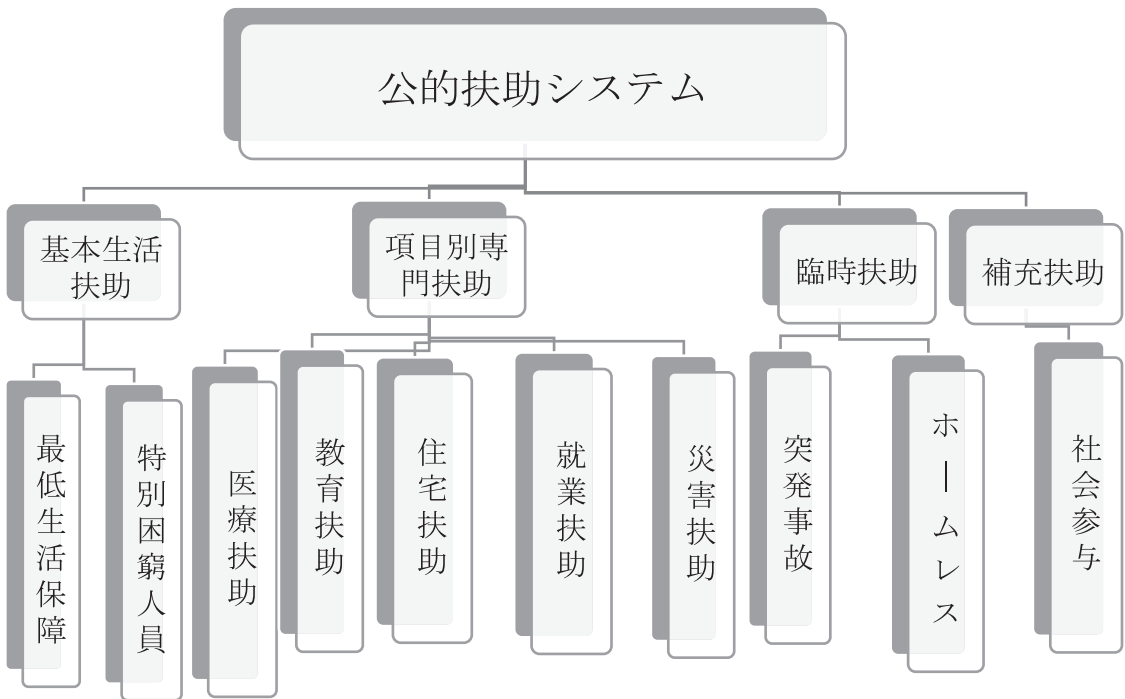 公的扶助システム
基本生活
扶助
項目別専
門扶助
臨時扶助
補充扶助
最低生活保障
特別困窮人員
医療扶助
教育扶助
住宅扶助
就業扶助
災害扶助
突発事故
ホームレス
社会参与